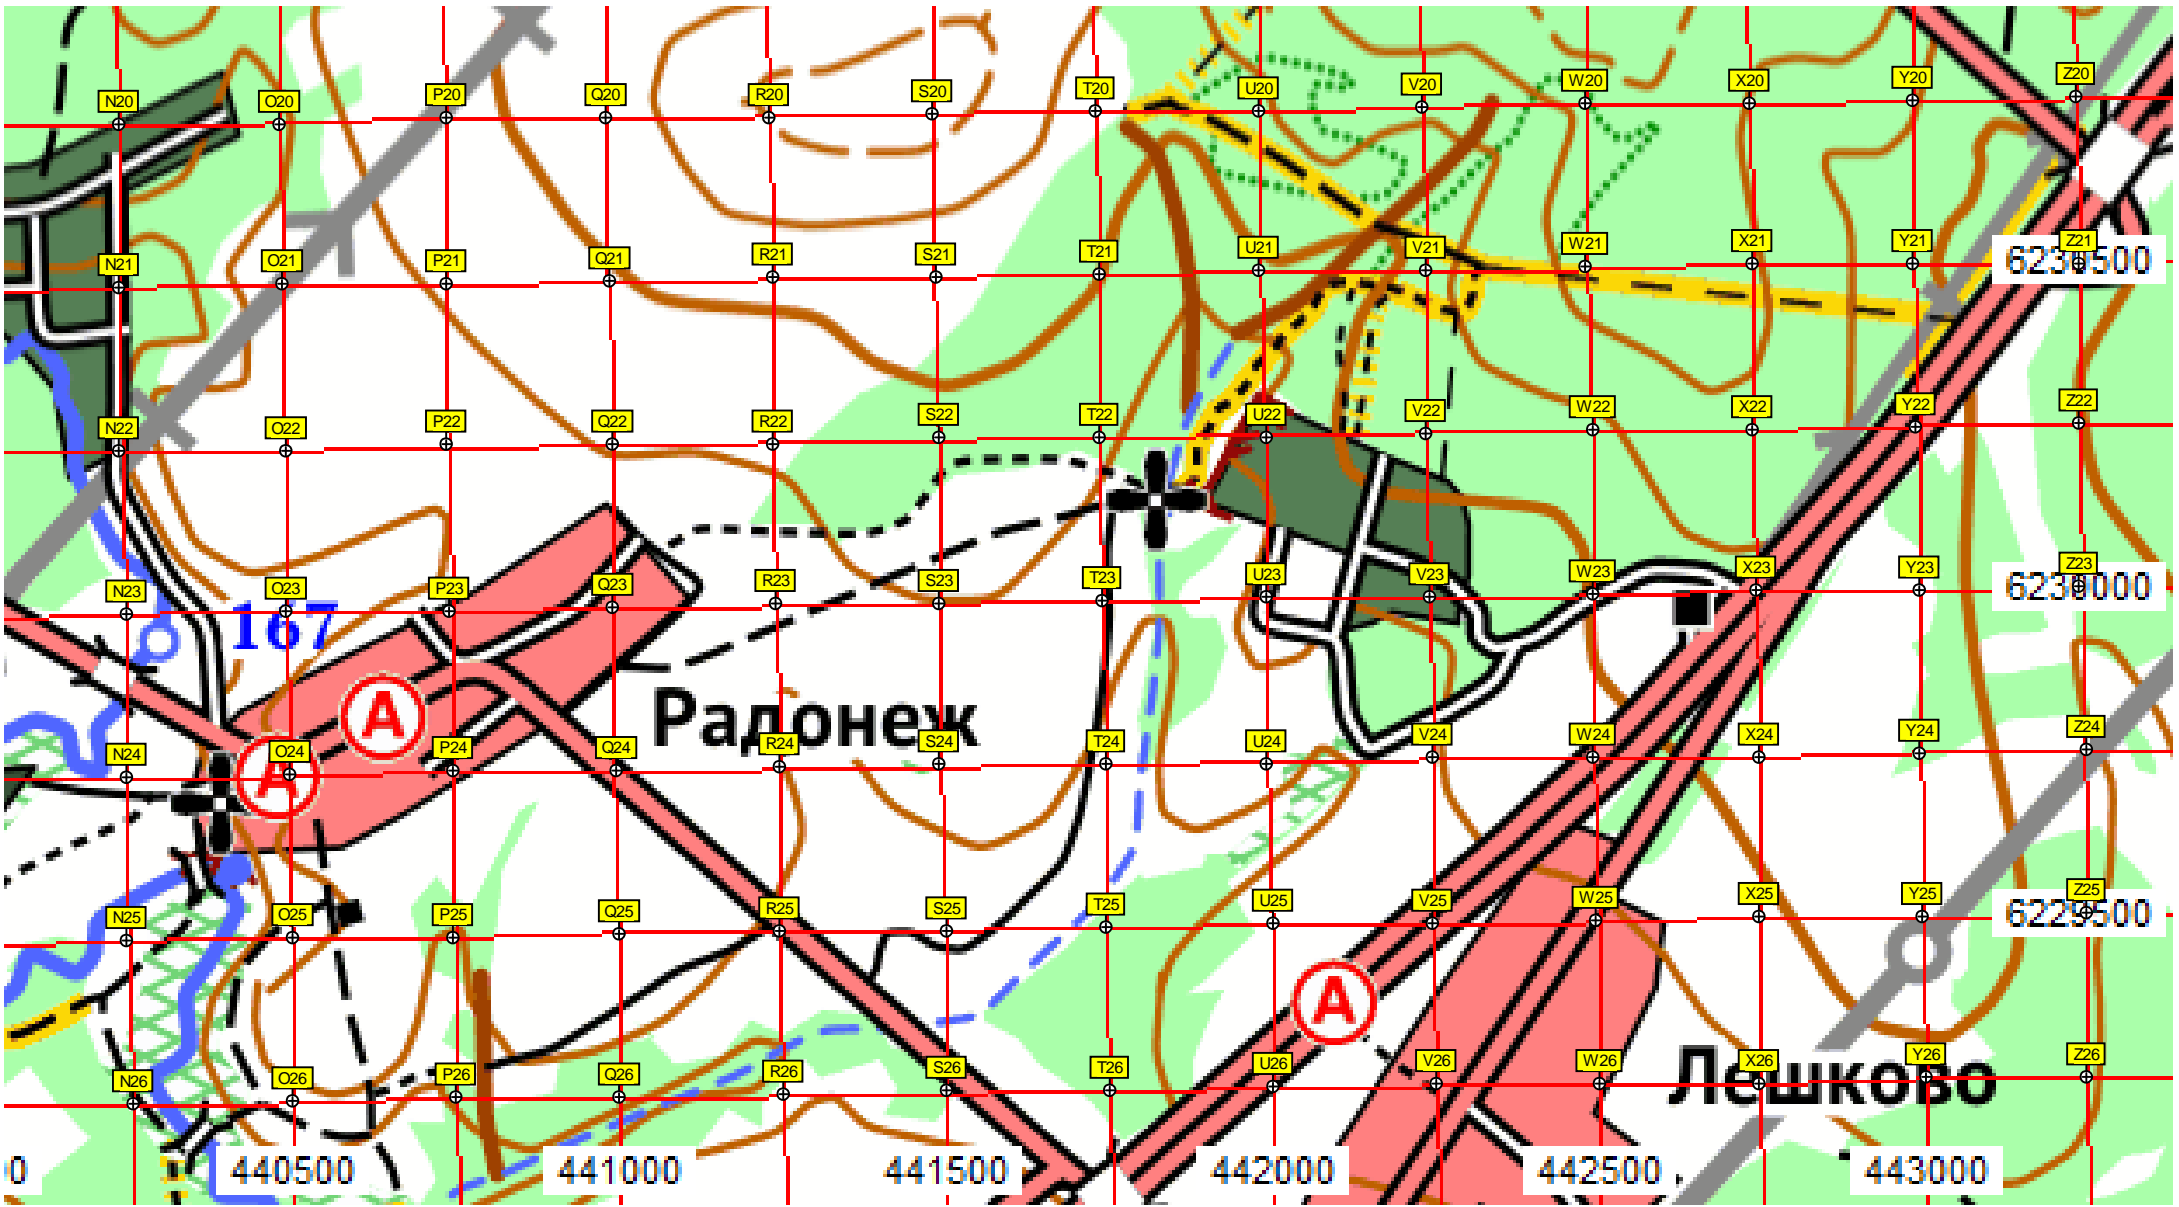 N20 O20 P20 Q20 R20 S20 T20 U20 V20 W20 X20 Y20 Z20
N21 O21 P21 Q21 R21 S21 T21 U21 V21 W21 X21 Y21 Z21
6230500
N22 O22 P22 Q22 R22 S22 T22 U22 V22 W22 X22 Y22 Z22
N23 O23 P23 Q23 R23 S23 T23 U23 V23 W23 X23 Y23 Z23
6230000
167
А
Радонеж
N24 O24 P24 Q24 R24 S24 T24 U24 V24 W24 X24 Y24 Z24
А
N25 O25 P25 Q25 R25 S25 T25 U25 V25 W25 X25 Y25 Z25
6229500
А
N26 O26 P26 Q26 R26 S26 T26 U26 V26 W26 X26 Y26 Z26
Лешково
440500 441000 441500 442000 442500 443000